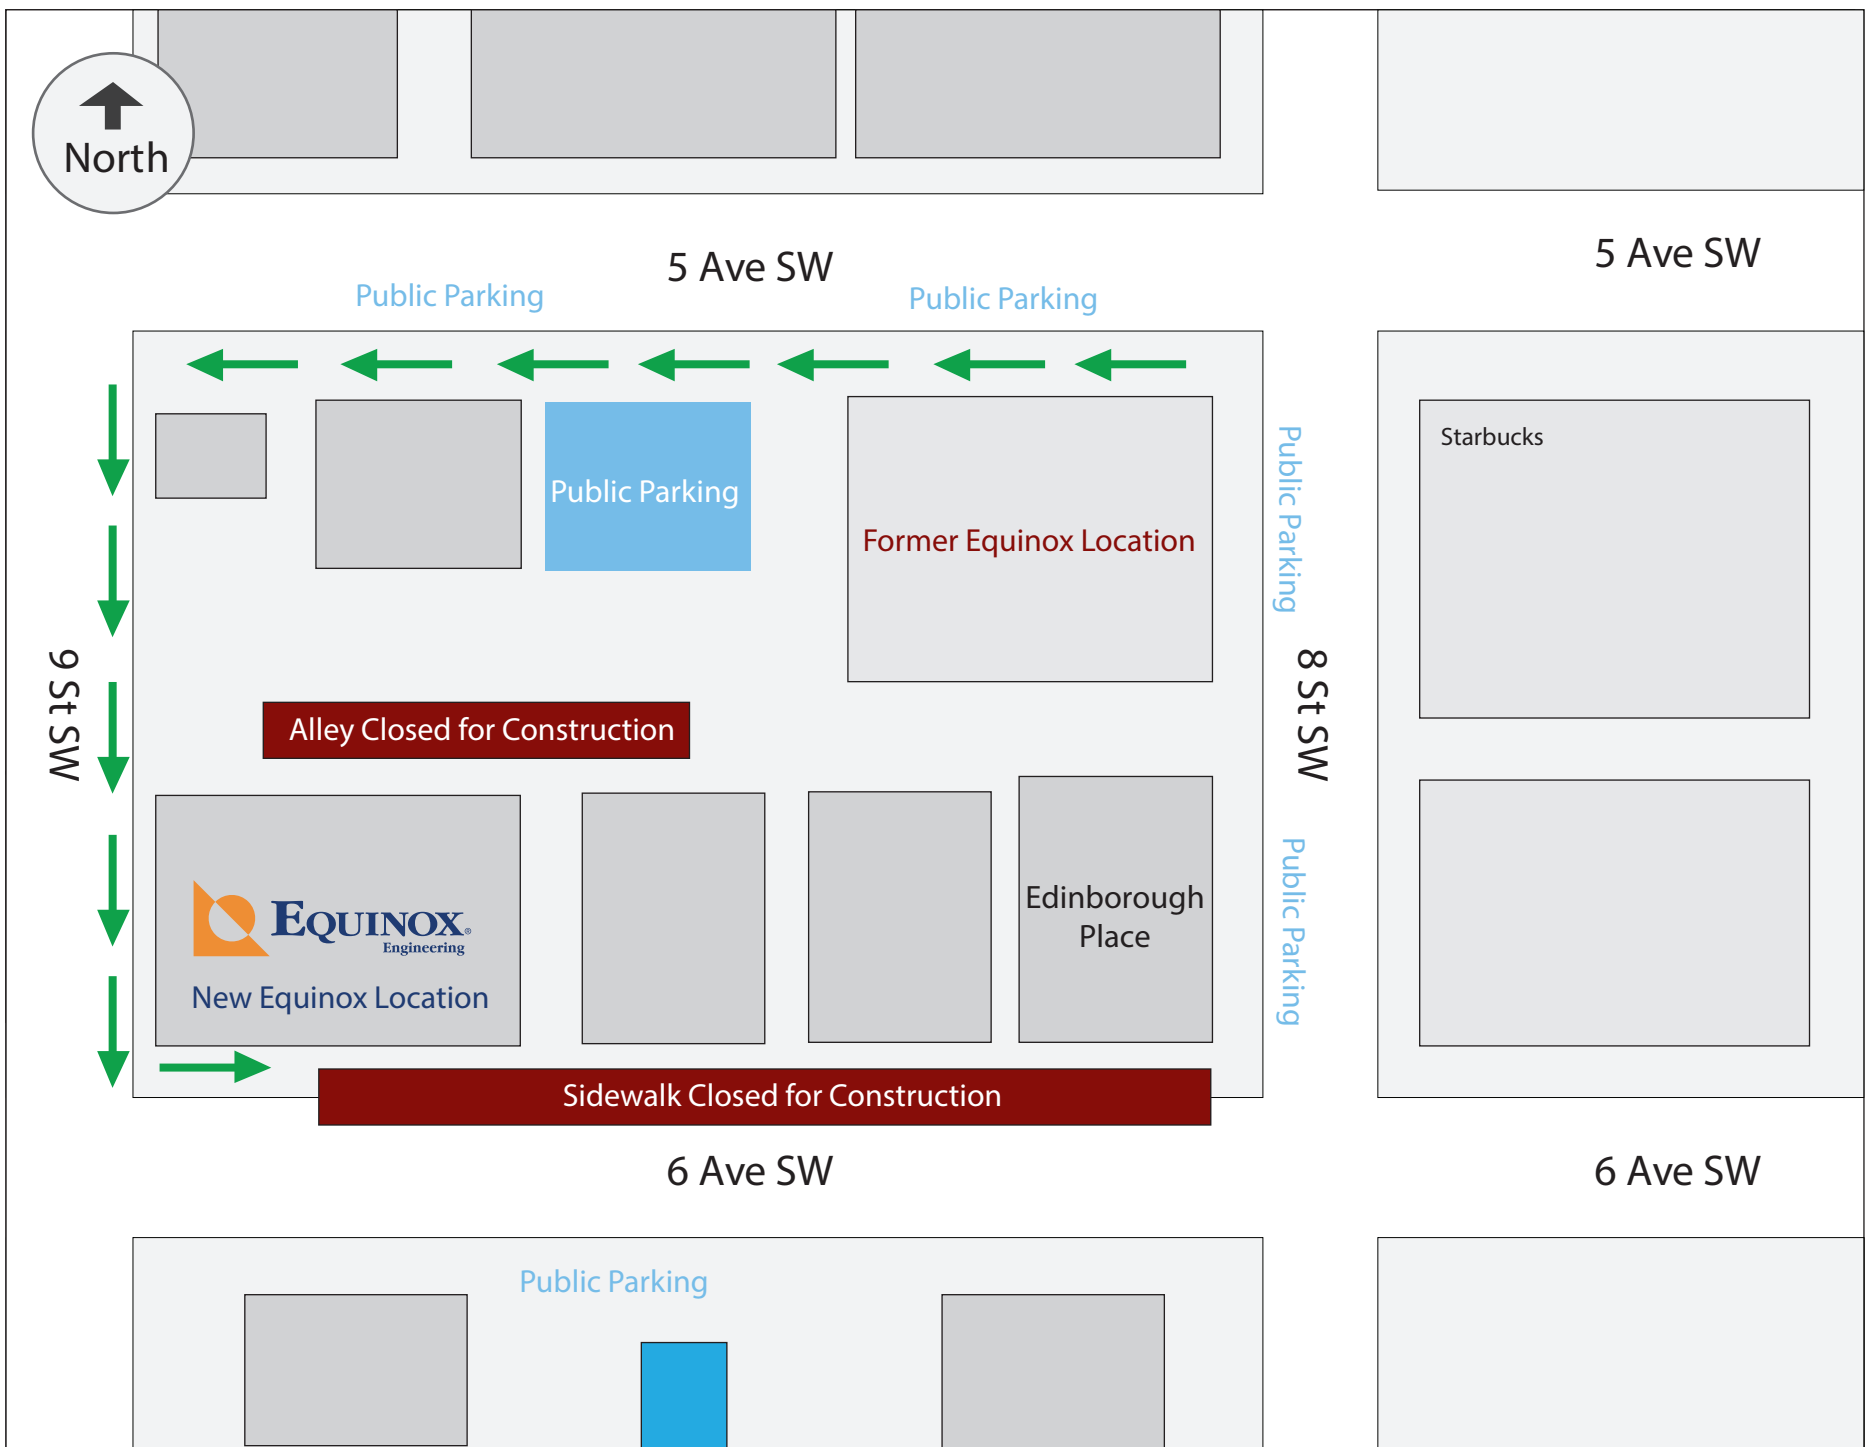 North
5 Ave SW
5 Ave SW
Public Parking
Public Parking
Starbucks
Public Parking
Public Parking
Former Equinox Location
9 St SW
8 St SW
Alley Closed for Construction
EQUINOX®
Engineering
New Equinox Location
Edinborough
Place
Public Parking
Sidewalk Closed for Construction
6 Ave SW
6 Ave SW
Public Parking